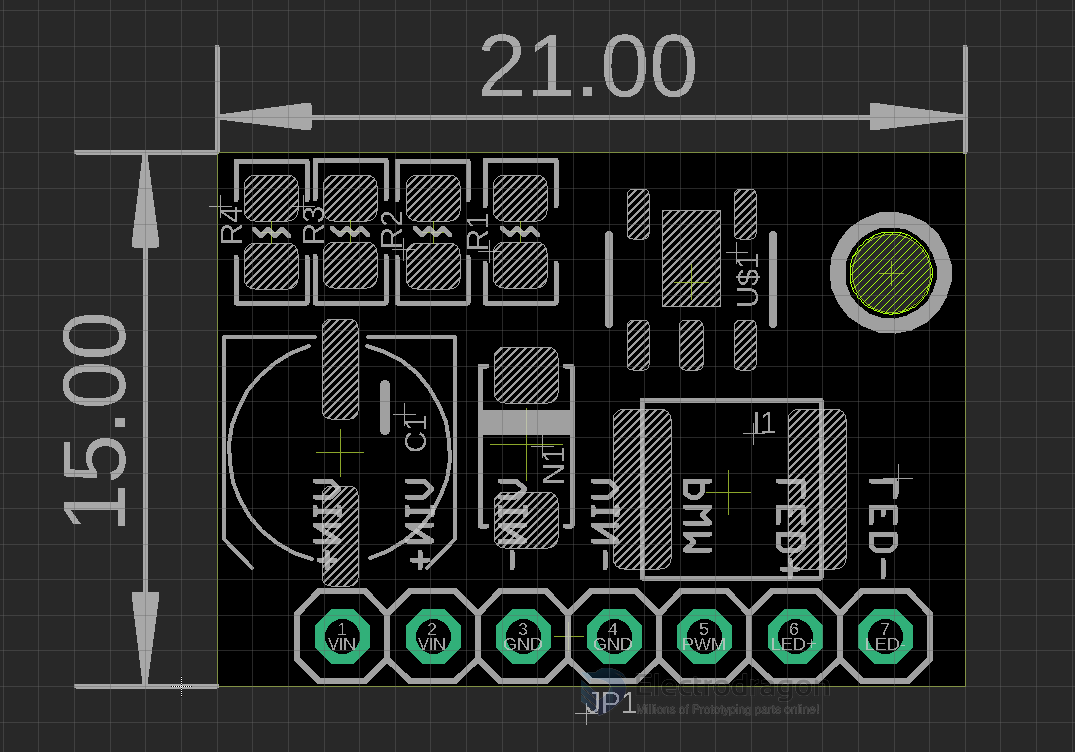 21.00
15.00
R4
R3
R2
R1
U$1
C1
N1
VIN+
VIN+
VIN-
VIN-
PWM
LED+
LED-
1
VIN
2
VIN
3
GND
4
GND
5
PWM
6
LED+
7
LED-
JP1
Electrodragon
Millions of Prototyping parts online!